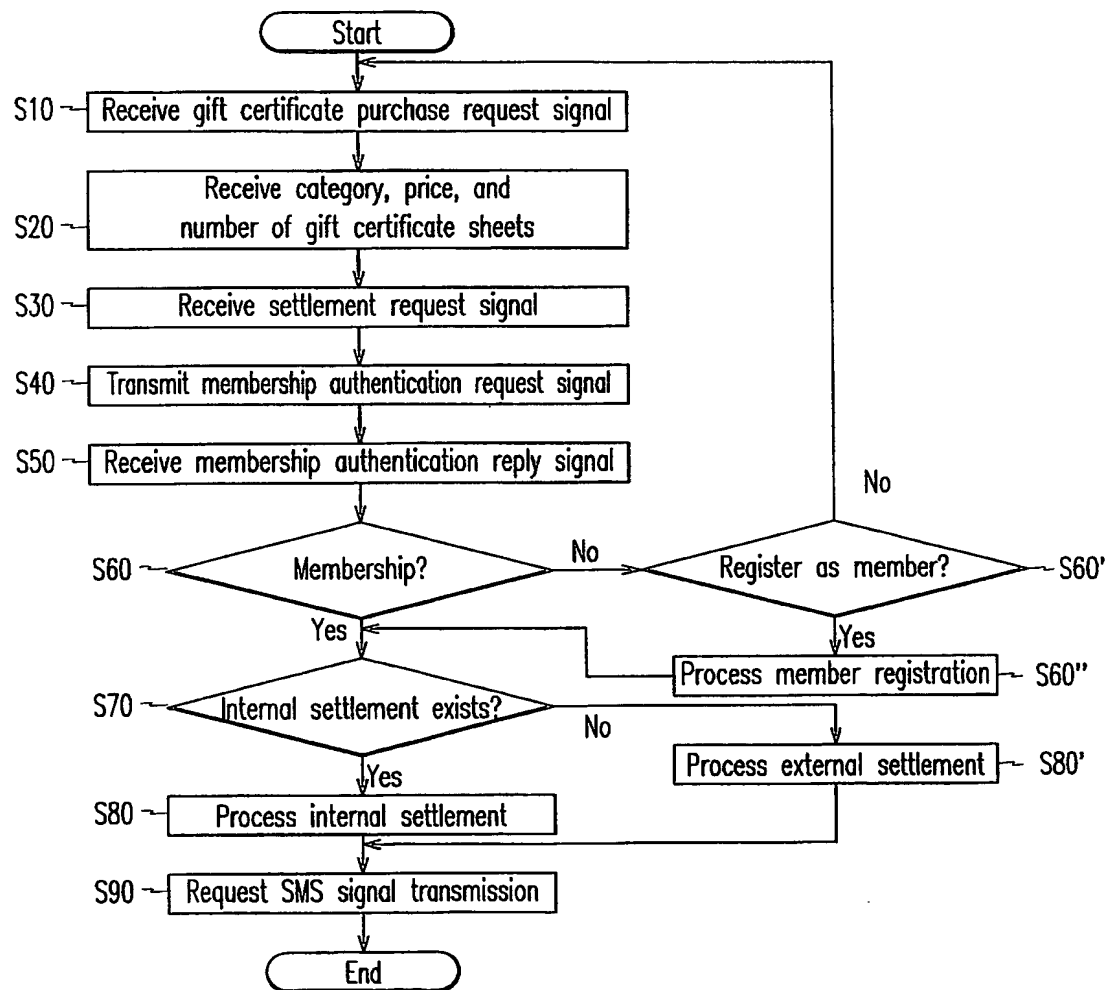 Start
S10 Receive gift certificate purchase request signal
Receive category, price, and
S20 number of gift certificate sheets
S30 Receive settlement request signal
S40 Transmit membership authentication request signal
S50 Receive membership authentication reply signal
No
S60 Membership? No Register as member? S60'
Yes Yes
Process member registration S60''
S70 Internal settlement exists?
No
Process external settlement S80'
Yes
S80 Process internal settlement
S90 Request SMS signal transmission
End